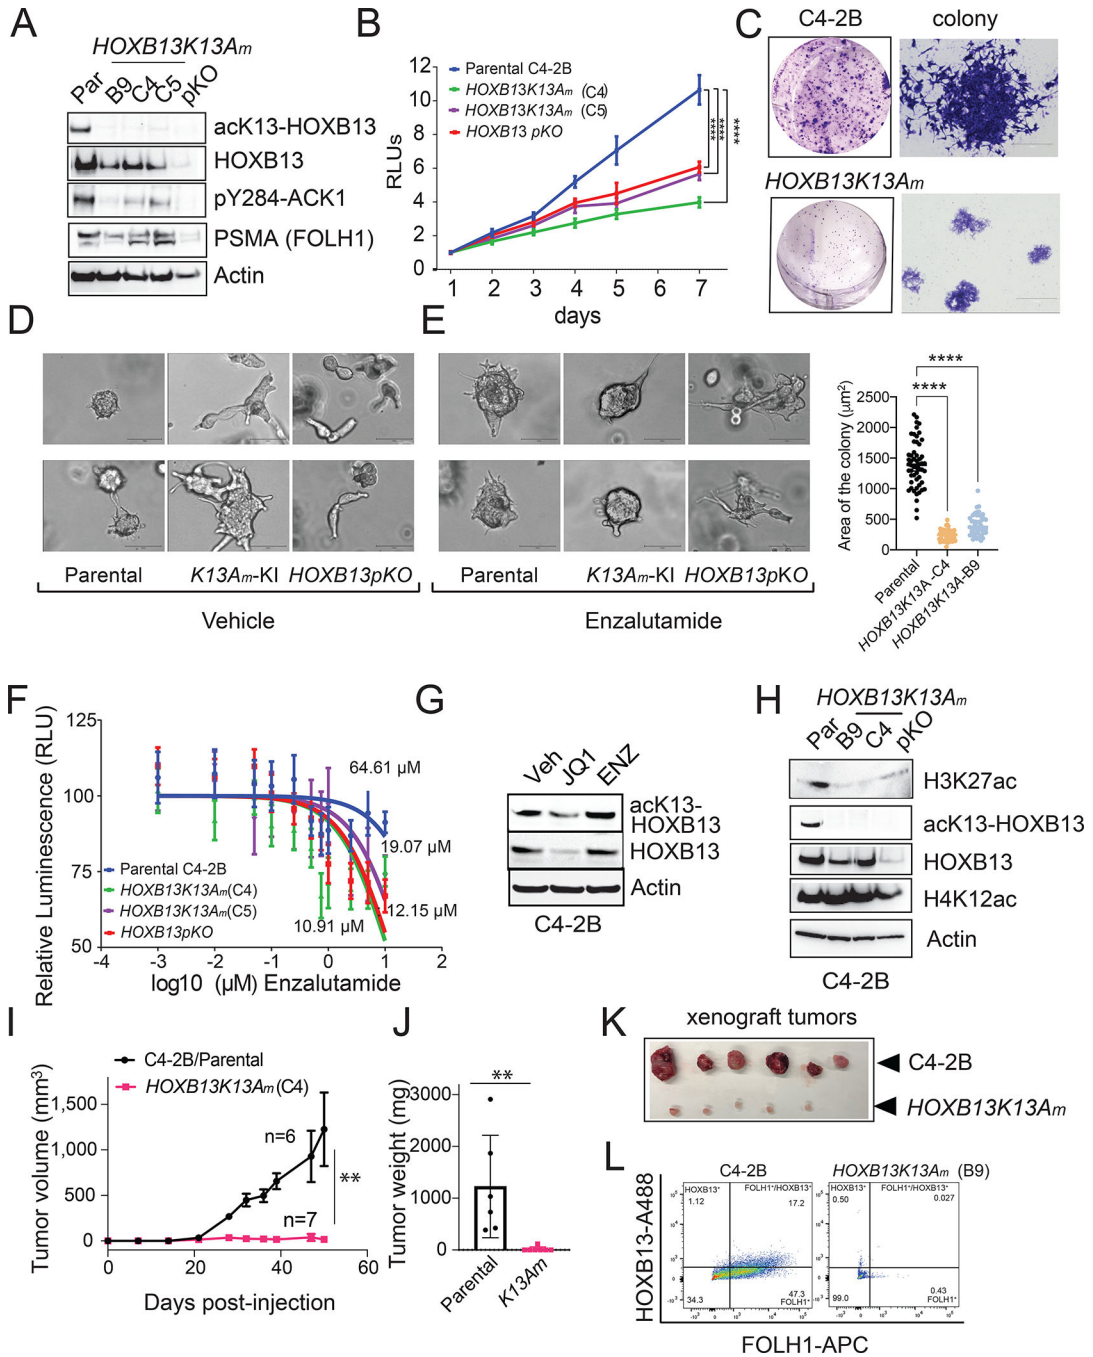 A
HOXB13K13Am
Par
B9
C4
C5
pKO
acK13-HOXB13
HOXB13
pY284-ACK1
PSMA (FOLH1)
Actin
B
Parental C4-2B
HOXB13K13Am (C4)
HOXB13K13Am (C5)
HOXB13 pKO
RLUs
12
10
8
6
4
2
0
****
****
****
1 2 3 4 5 6 7
days
C
C4-2B
colony
HOXB13K13Am
D
Parental
K13Am-KI
HOXB13pKO
Vehicle
E
Parental
K13Am-KI
HOXB13pKO
Enzalutamide
****
****
Area of the colony (µm²)
2500
2000
1500
1000
500
0
Parental
HOXB13K13A-C4
HOXB13K13A-B9
F
Relative Luminescence (RLU)
125
100
75
50
64.61 µM
19.07 µM
12.15 µM
10.91 µM
Parental C4-2B
HOXB13K13Am(C4)
HOXB13K13Am(C5)
HOXB13pKO
-4 -3 -2 -1 0 1 2
log10 (µM) Enzalutamide
G
Veh
JQ1
ENZ
acK13-
HOXB13
HOXB13
Actin
C4-2B
H
HOXB13K13Am
Par
B9
C4
pKO
H3K27ac
acK13-HOXB13
HOXB13
H4K12ac
Actin
C4-2B
I
C4-2B/Parental
HOXB13K13Am(C4)
Tumor volume (mm³)
1,500
1,000
500
0
n=6
n=7
**
0 20 40 60
Days post-injection
J
**
Tumor weight (mg)
3000
2000
1000
0
Parental
K13Am
K
xenograft tumors
C4-2B
HOXB13K13Am
L
C4-2B
HOXB13K13Am (B9)
HOXB13-A488
HOXB13⁺
1.12
FOLH1⁺/HOXB13⁺
17.2
34.3
47.3
FOLH1⁺
HOXB13⁺
0.50
FOLH1⁺/HOXB13⁺
0.027
99.0
0.43
FOLH1⁺
FOLH1-APC